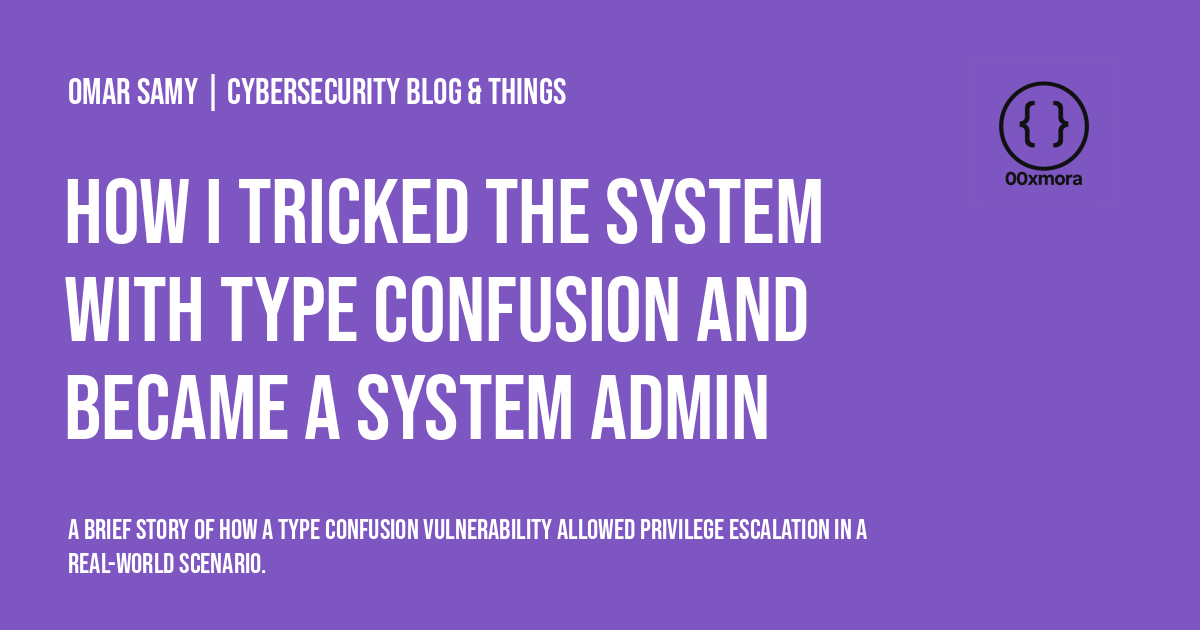 OMAR SAMY | CYBERSECURITY BLOG & THINGS
{ }
00xmora
HOW I TRICKED THE SYSTEM
WITH TYPE CONFUSION AND
BECAME A SYSTEM ADMIN
A BRIEF STORY OF HOW A TYPE CONFUSION VULNERABILITY ALLOWED PRIVILEGE ESCALATION IN A
REAL-WORLD SCENARIO.